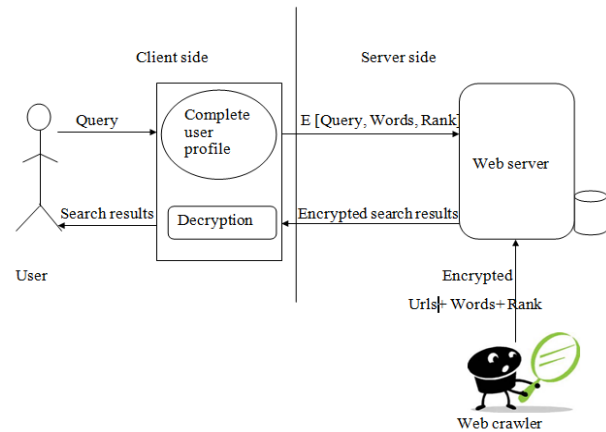 Client side
Server side
Query
Complete
user
profile
E [Query, Words, Rank]
Web server
Search results
Decryption
Encrypted search results
User
Encrypted
Urls+ Words+ Rank
Web crawler